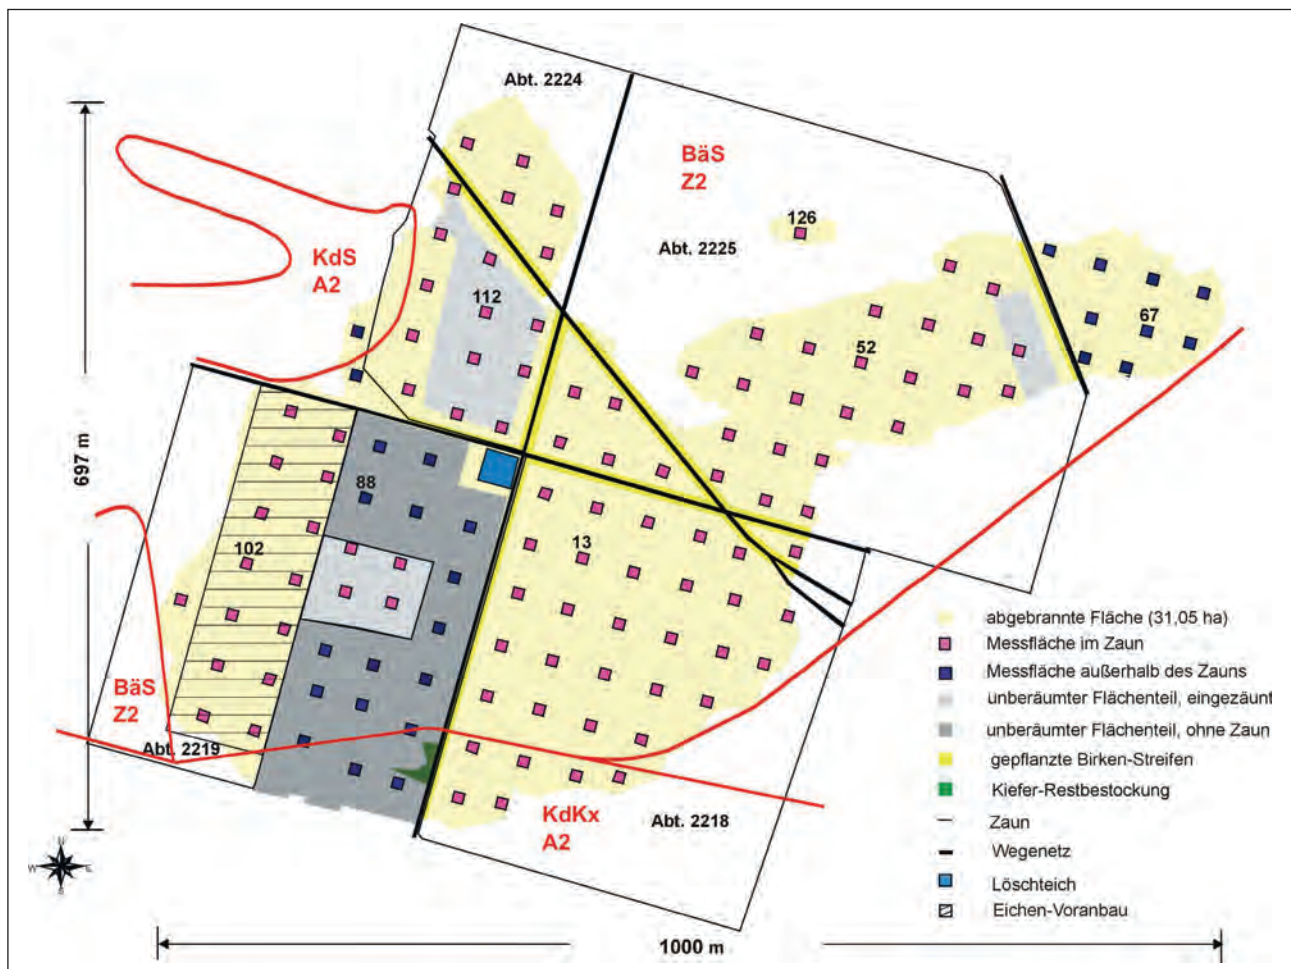 Abt. 2224
BäS
Z2
126
Abt. 2225
KdS
A2
112
67
52
697 m
88
13
102
abgebrannte Fläche (31,05 ha)
Messfläche im Zaun
Messfläche außerhalb des Zauns
BäS
Z2
unberäumter Flächenteil, eingezäunt
unberäumter Flächenteil, ohne Zaun
Abt. 2219
gepflanzte Birken-Streifen
Kiefer-Restbestockung
KdKx
A2
Abt. 2218
Zaun
Wegenetz
N
W E
S
Löschteich
Eichen-Voranbau
1000 m